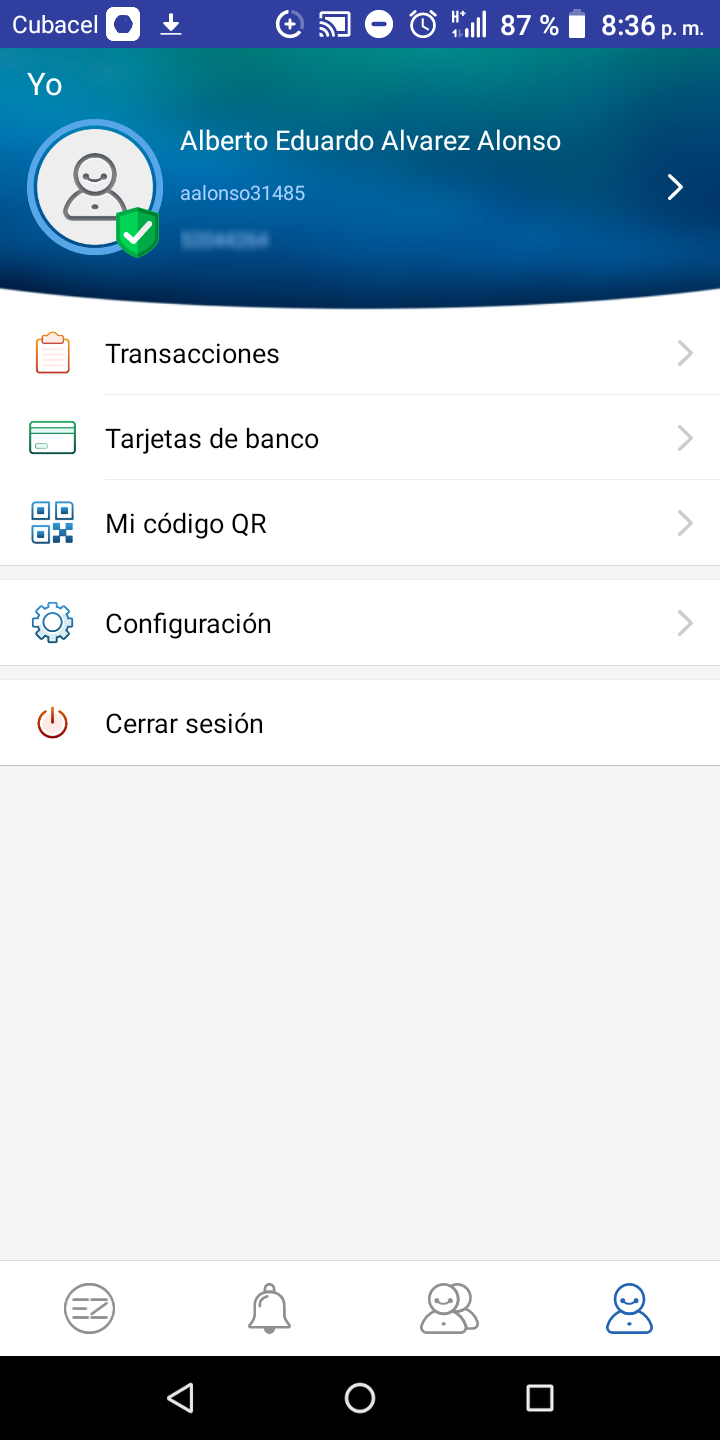 Cubacel 87 % 8:36 p. m.
Yo
Alberto Eduardo Alvarez Alonso
aalonso31485
Transacciones
Tarjetas de banco
Mi código QR
Configuración
Cerrar sesión